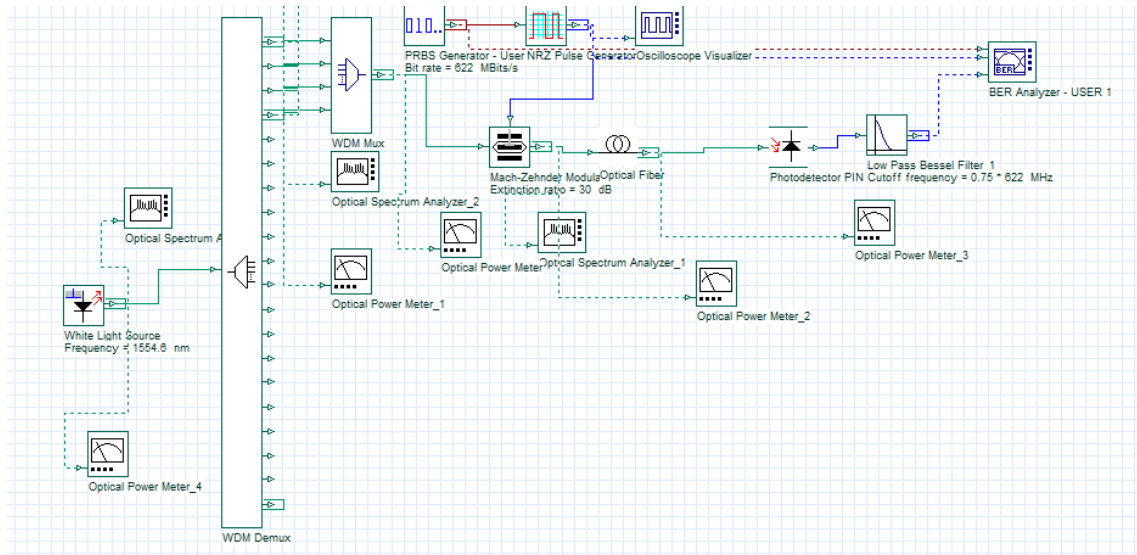 010..
PRBS Generator - User NRZ Pulse Generator Oscilloscope Visualizer
Bit rate = 622 MBits/s
BER
BER Analyzer - USER 1
WDM Mux
Mach-Zehnder Modula
Extinction ratio = 30 dB
Optical Fiber
Low Pass Bessel Filter 1
Photodetector PIN Cutoff frequency = 0.75 * 622 MHz
Optical Spectrum Analyzer_2
Optical Spectrum A
Optical Power Meter
Optical Spectrum Analyzer_1
Optical Power Meter_3
Optical Power Meter_1
Optical Power Meter_2
White Light Source
Frequency = 1554.6 nm
Optical Power Meter_4
WDM Demux